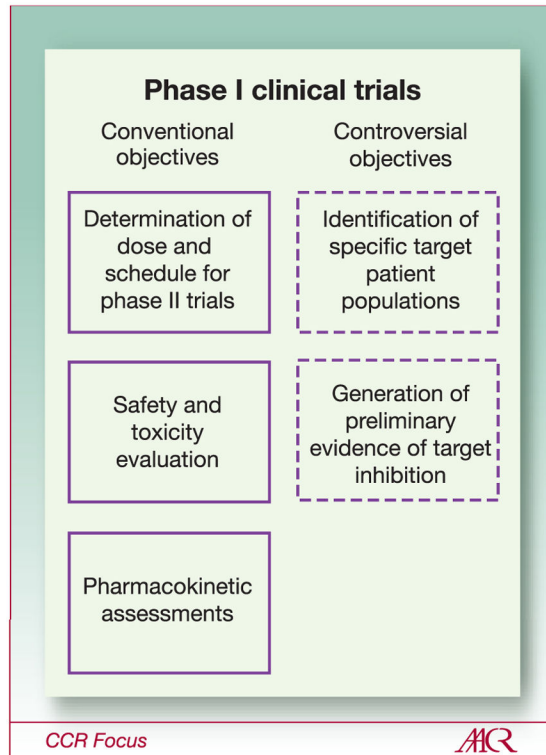 Phase I clinical trials
Conventional
objectives
Controversial
objectives
Determination of
dose and
schedule for
phase II trials
Identification of
specific target
patient
populations
Safety and
toxicity
evaluation
Generation of
preliminary
evidence of target
inhibition
Pharmacokinetic
assessments
CCR Focus
AACR